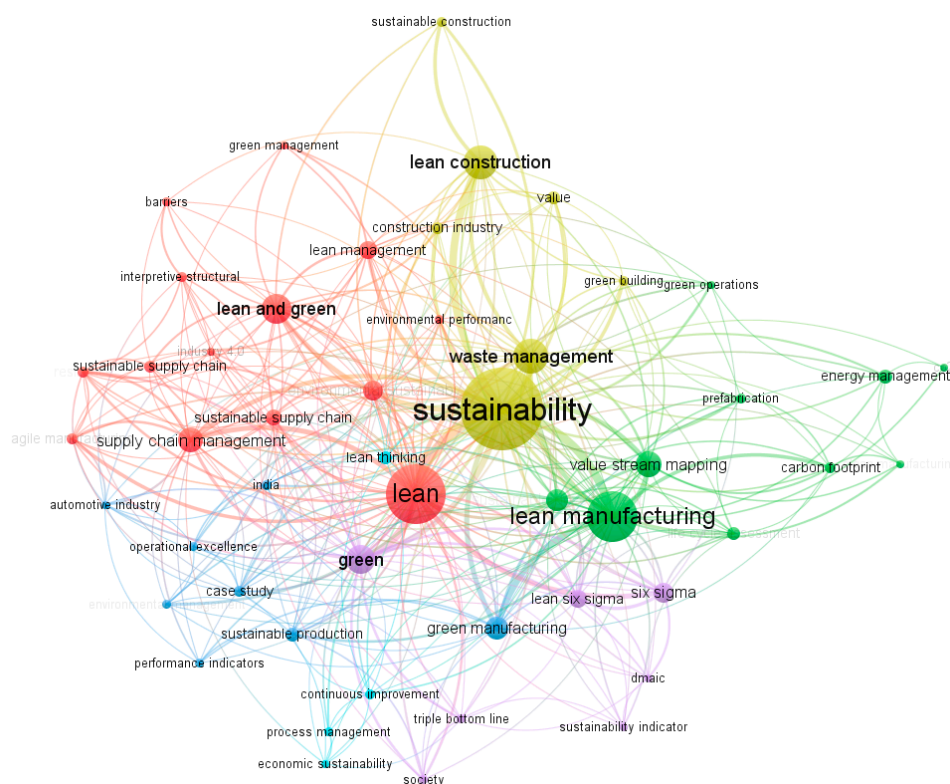 sustainable construction
green management
lean construction
barriers
value
construction industry
lean management
interpretive structural
green building
green operations
lean and green
environmental performanc
industry 4.0
waste management
sustainable supply chain
energy management
prefabrication
sustainability
sustainable supply chain
supply chain management
lean thinking
value stream mapping
carbon footprint
india
lean
automotive industry
lean manufacturing
operational excellence
green
case study
lean six sigma
six sigma
sustainable production
green manufacturing
performance indicators
dmaic
continuous improvement
triple bottom line
sustainability indicator
process management
economic sustainability
society